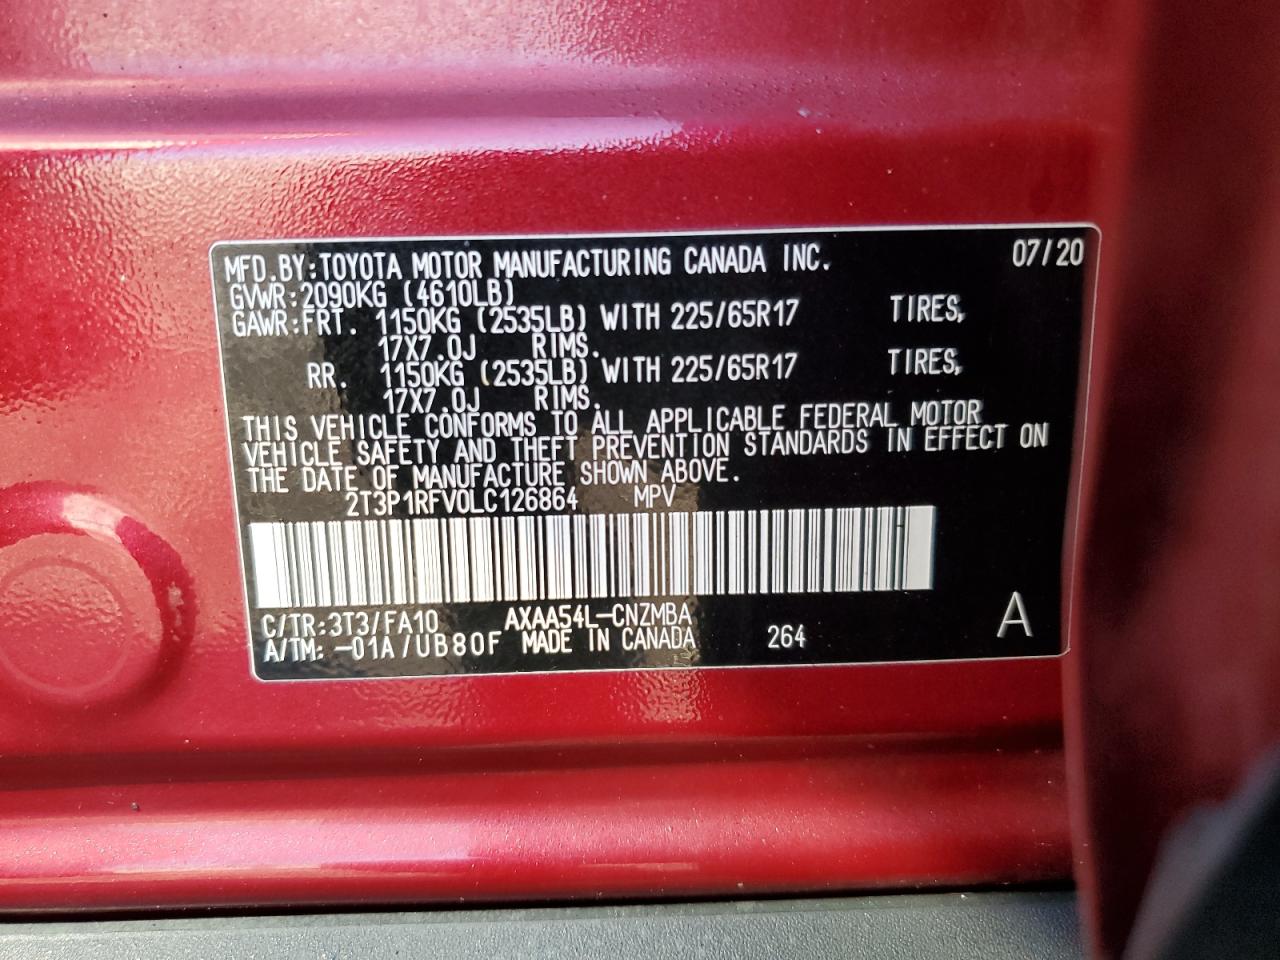 MFD.BY:TOYOTA MOTOR MANUFACTURING CANADA INC. 07/20
GVWR:2090KG (4610LB)
GAWR:FRT. 1150KG (2535LB) WITH 225/65R17 TIRES,
17X7.0J RIMS.
RR. 1150KG (2535LB) WITH 225/65R17 TIRES,
17X7.0J RIMS.
THIS VEHICLE CONFORMS TO ALL APPLICABLE FEDERAL MOTOR
VEHICLE SAFETY AND THEFT PREVENTION STANDARDS IN EFFECT ON
THE DATE OF MANUFACTURE SHOWN ABOVE.
2T3P1RFV0LC126864 MPV
C/TR:3T3/FA10 AXAA54L-CNZMBA
A/TM:-01A/UB80F MADE IN CANADA 264 A